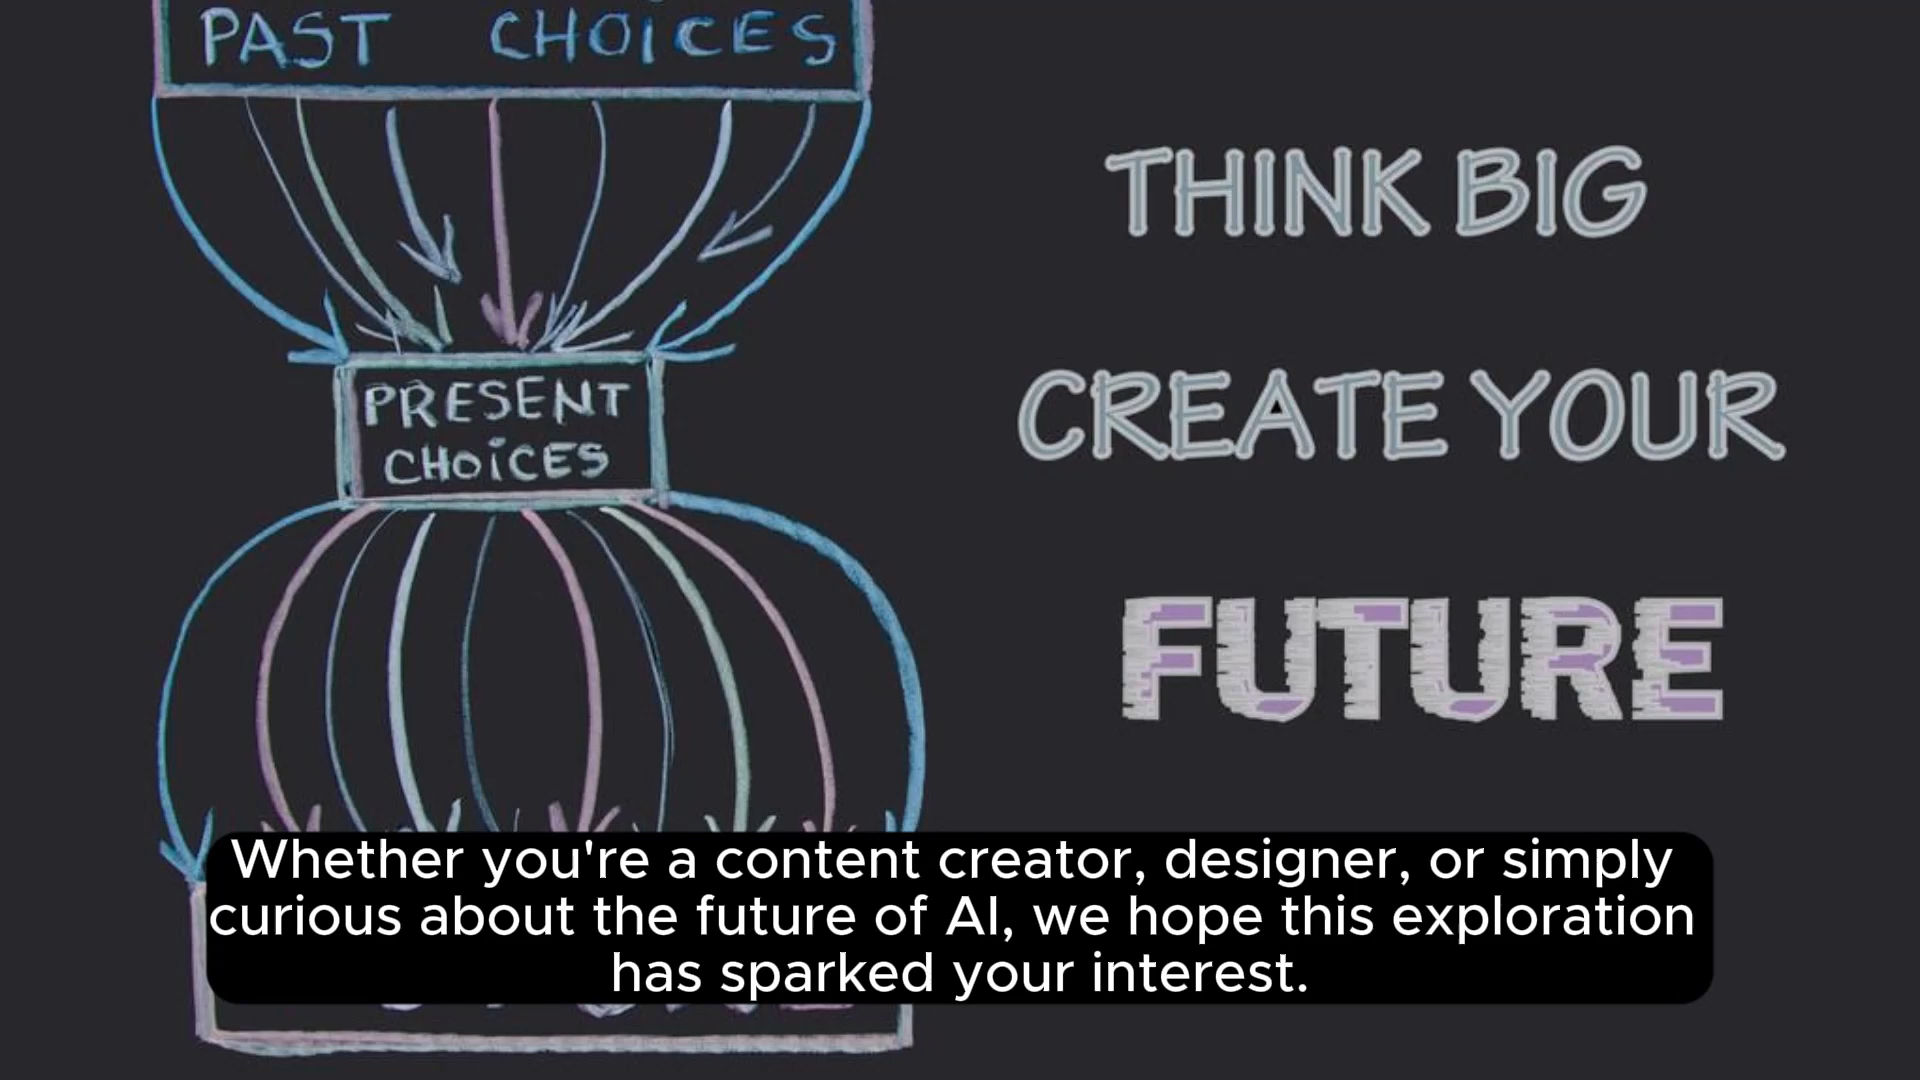 PAST CHOICES
PRESENT
CHOICES
THINK BIG
CREATE YOUR
FUTURE
Whether you're a content creator, designer, or simply
curious about the future of AI, we hope this exploration
has sparked your interest.